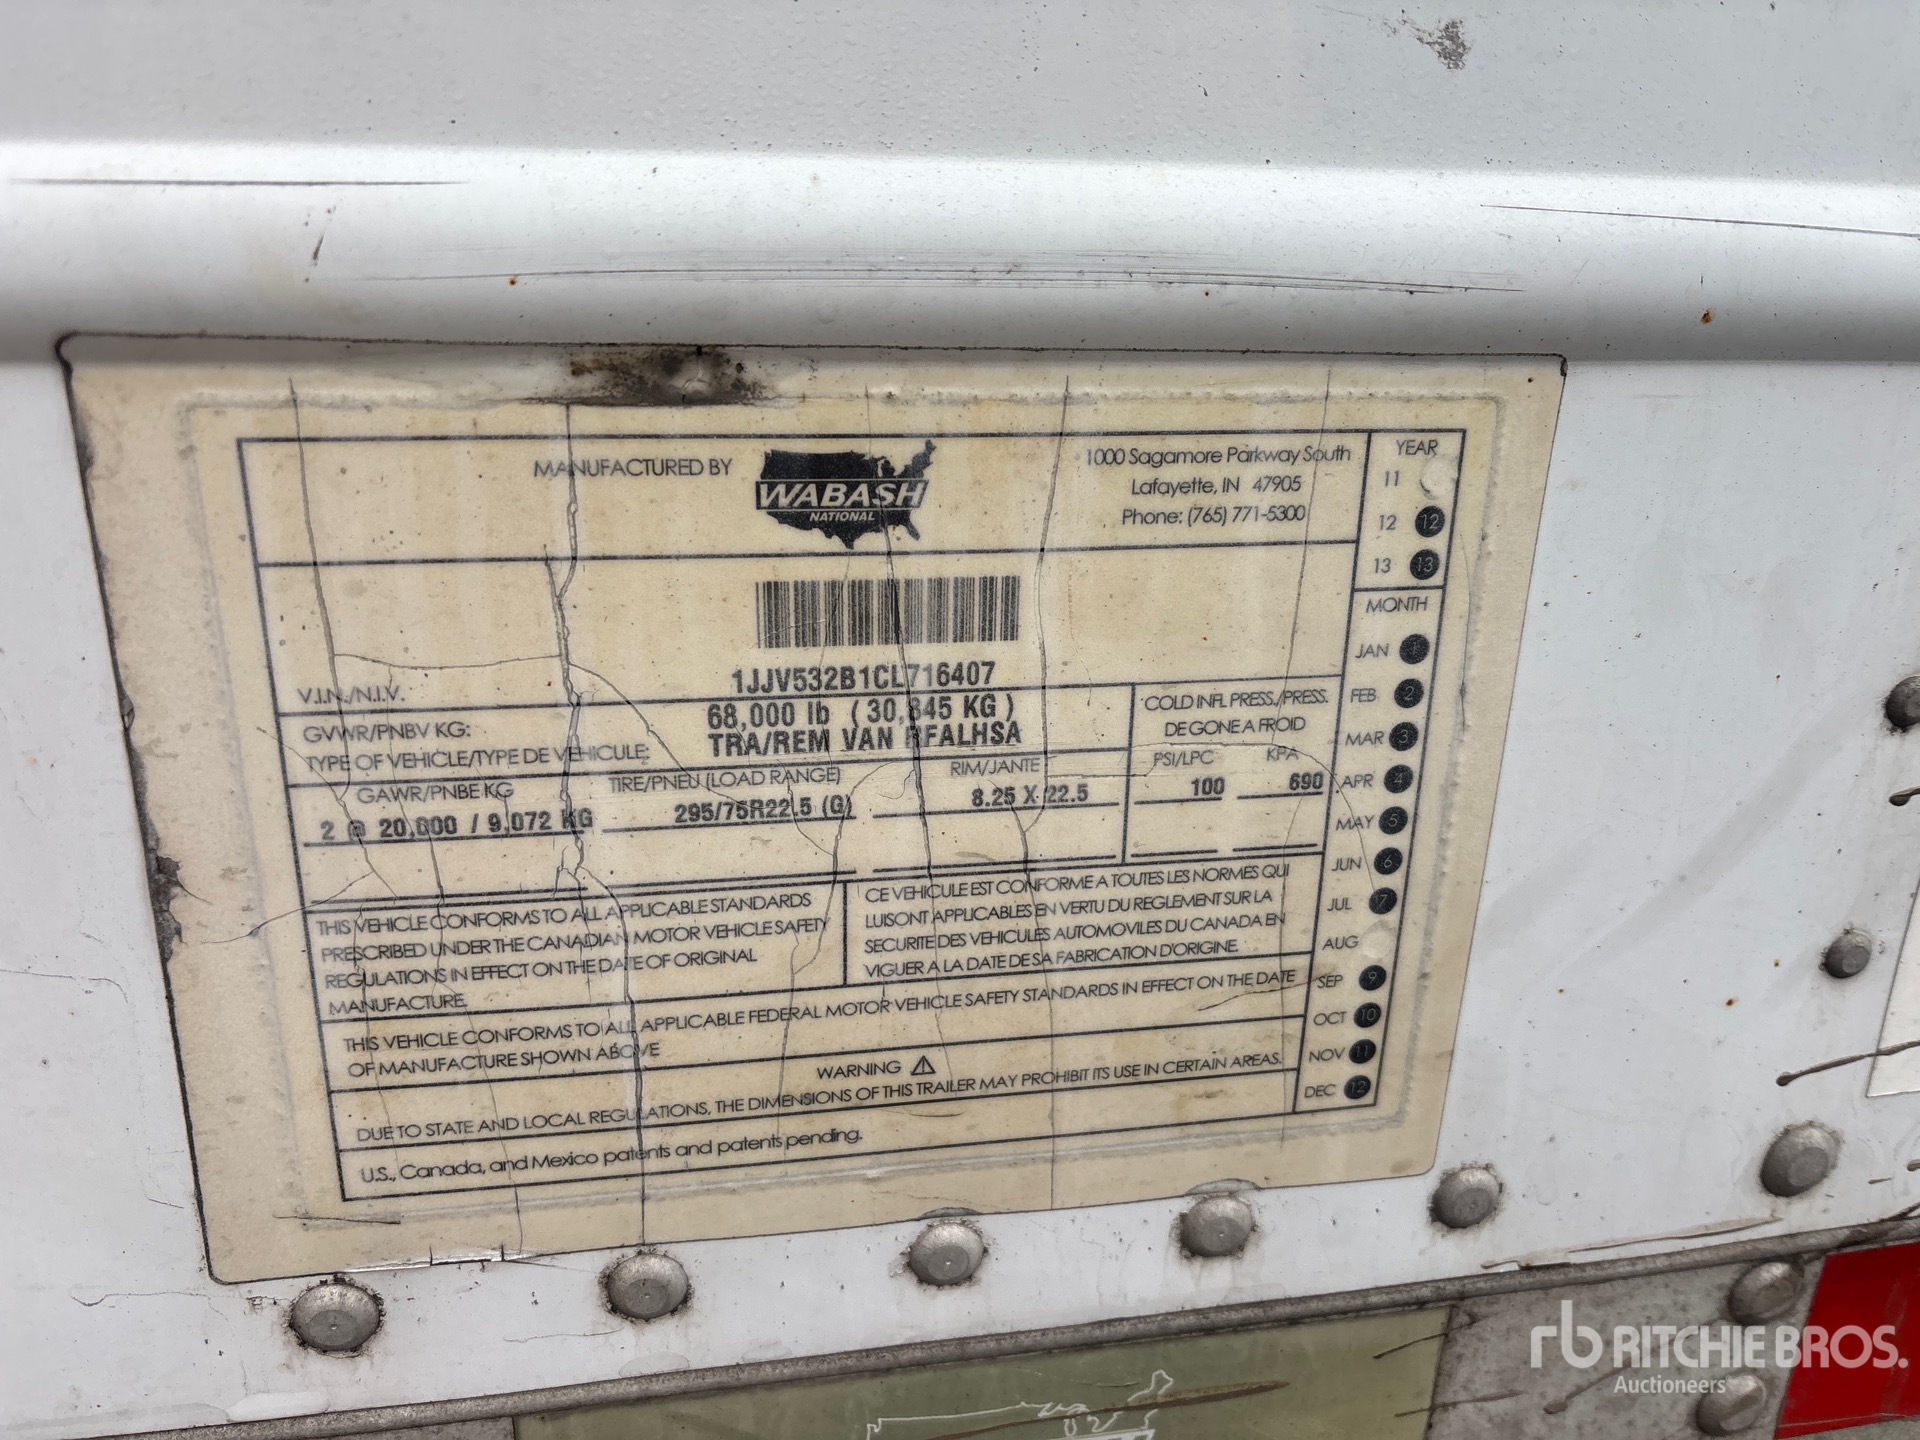 MANUFACTURED BY
WABASH
NATIONAL
1000 Sagamore Parkway South
Lafayette, IN 47905
Phone: (765) 771-5300
YEAR
11
12 12
13 13
MONTH
JAN 1
FEB 2
MAR 3
APR 4
MAY 5
JUN 6
JUL 7
AUG
SEP 9
OCT 10
NOV 11
DEC 12
V.I.N./N.I.V. 1JJV532B1CL716407
GVWR/PNBV KG: 68,000 lb (30,845 KG)
TYPE OF VEHICLE/TYPE DE VEHICULE: TRA/REM VAN RFALHSA
COLD INFL PRESS./PRESS.
DE GONE A FROID
GAWR/PNBE KG TIRE/PNEU (LOAD RANGE) RIM/JANTE PSI/LPC KPA
2 @ 20,000 / 9,072 KG 295/75R22.5 (G) 8.25 X 22.5 100 690
THIS VEHICLE CONFORMS TO ALL APPLICABLE STANDARDS
PRESCRIBED UNDER THE CANADIAN MOTOR VEHICLE SAFETY
REGULATIONS IN EFFECT ON THE DATE OF ORIGINAL
MANUFACTURE.
CE VEHICULE EST CONFORME A TOUTES LES NORMES QUI
LUISONT APPLICABLES EN VERTU DU REGLEMENT SUR LA
SECURITE DES VEHICULES AUTOMOVILES DU CANADA EN
VIGUER A LA DATE DE SA FABRICATION D'ORIGINE.
THIS VEHICLE CONFORMS TO ALL APPLICABLE FEDERAL MOTOR VEHICLE SAFETY STANDARDS IN EFFECT ON THE DATE
OF MANUFACTURE SHOWN ABOVE
WARNING
DUE TO STATE AND LOCAL REGULATIONS, THE DIMENSIONS OF THIS TRAILER MAY PROHIBIT ITS USE IN CERTAIN AREAS.
U.S., Canada, and Mexico patents and patents pending.
rb RITCHIE BROS.
Auctioneers